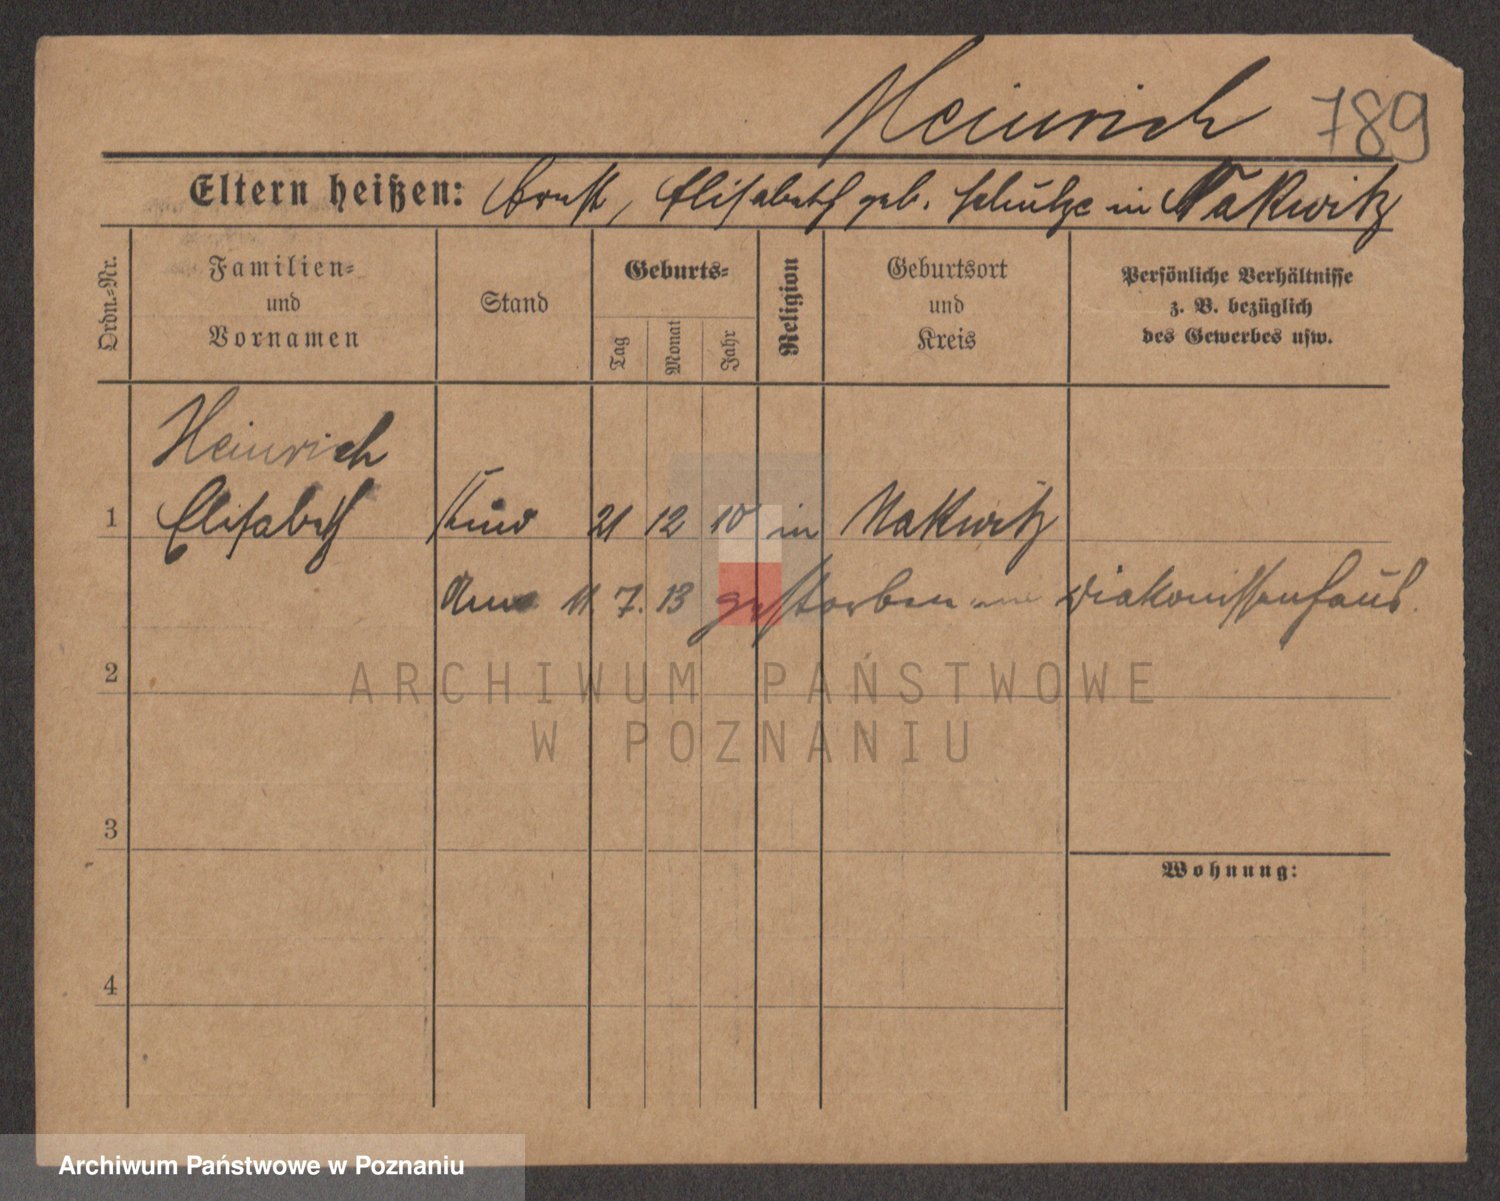 Heinrich 789
Eltern heißen: Ernst, Elisabeth geb. Schulze in Nakwitz
Ordn.-Nr.
Familien-
und
Vornamen
Stand
Geburts-
Tag
Monat
Jahr
Religion
Geburtsort
und
Kreis
Persönliche Verhältnisse
z. B. bezüglich
des Gewerbes usw.
Heinrich
1 Elisabeth Kind 21 12 10 in Nakwitz
11. 7. 13 gestorben Diakonissenhaus.
2
ARCHIWUM PAŃSTWOWE
W POZNANIU
3
Wohnung:
4
Archiwum Państwowe w Poznaniu